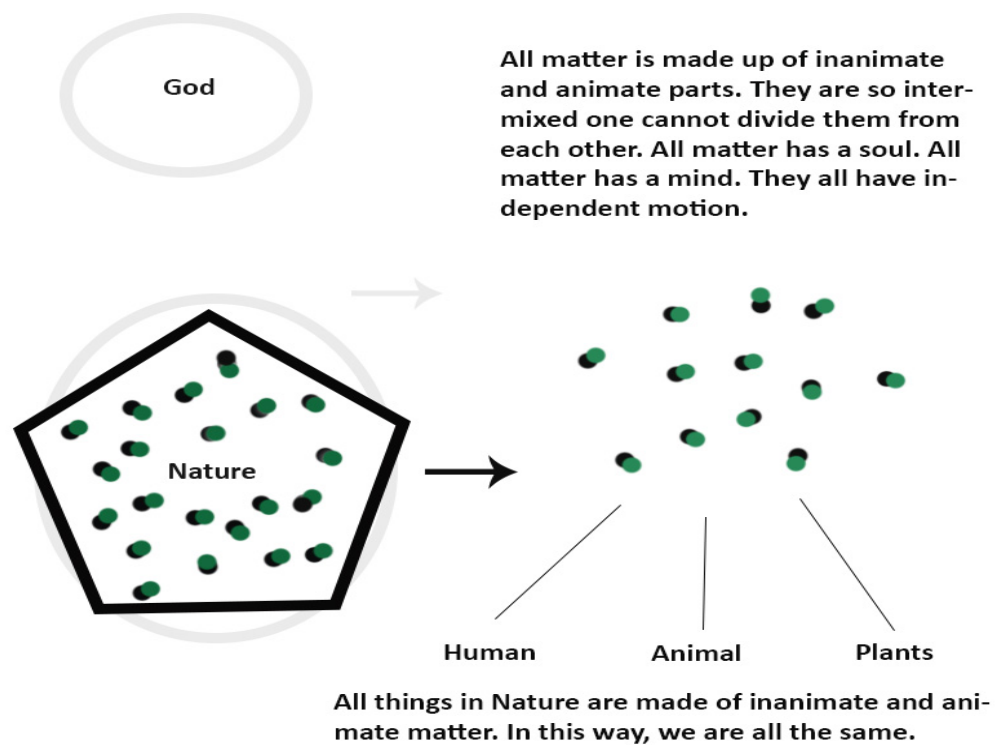 God
All matter is made up of inanimate
and animate parts. They are so inter-
mixed one cannot divide them from
each other. All matter has a soul. All
matter has a mind. They all have in-
dependent motion.
Nature
Human
Animal
Plants
All things in Nature are made of inanimate and ani-
mate matter. In this way, we are all the same.